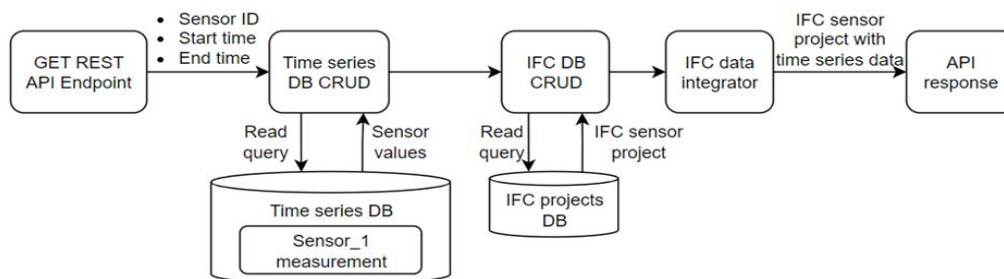 • Sensor ID
• Start time
• End time
GET REST
API Endpoint
Time series
DB CRUD
IFC DB
CRUD
IFC data
integrator
IFC sensor
project with
time series data
API
response
Read
query
Sensor
values
Read
query
IFC sensor
project
Time series DB
Sensor_1
measurement
IFC projects
DB